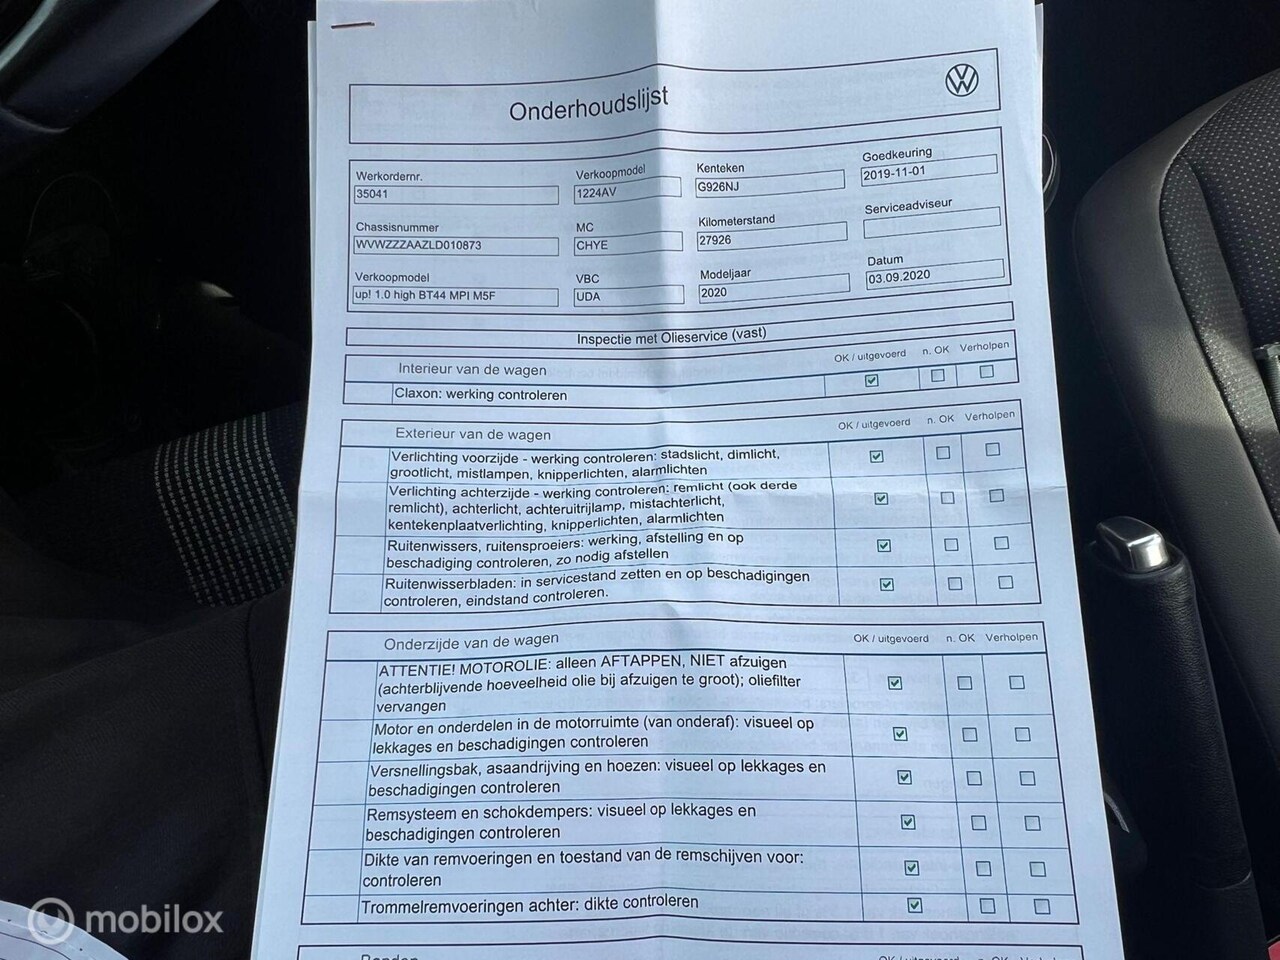 Onderhoudslijst
Werkordernr.
35041
Verkoopmodel
1224AV
Kenteken
G926NJ
Goedkeuring
2019-11-01
Chassisnummer
WVWZZZAAZLD010873
MC
CHYE
Kilometerstand
27926
Serviceadviseur
Verkoopmodel
up! 1.0 high BT44 MPI M5F
VBC
UDA
Modeljaar
2020
Datum
03.09.2020
Inspectie met Olieservice (vast)
Interieur van de wagen OK / uitgevoerd n. OK Verholpen
Claxon: werking controleren
Exterieur van de wagen OK / uitgevoerd n. OK Verholpen
Verlichting voorzijde - werking controleren: stadslicht, dimlicht,
grootlicht, mistlampen, knipperlichten, alarmlichten
Verlichting achterzijde - werking controleren: remlicht (ook derde
remlicht), achterlicht, achteruitrijlamp, mistachterlicht,
kentekenplaatverlichting, knipperlichten, alarmlichten
Ruitenwissers, ruitensproeiers: werking, afstelling en op
beschadiging controleren, zo nodig afstellen
Ruitenwisserbladen: in servicestand zetten en op beschadigingen
controleren, eindstand controleren.
Onderzijde van de wagen OK / uitgevoerd n. OK Verholpen
ATTENTIE! MOTOROLIE: alleen AFTAPPEN, NIET afzuigen
(achterblijvende hoeveelheid olie bij afzuigen te groot); oliefilter
vervangen
Motor en onderdelen in de motorruimte (van onderaf): visueel op
lekkages en beschadigingen controleren
Versnellingsbak, asaandrijving en hoezen: visueel op lekkages en
beschadigingen controleren
Remsysteem en schokdempers: visueel op lekkages en
beschadigingen controleren
Dikte van remvoeringen en toestand van de remschijven voor:
controleren
Trommelremvoeringen achter: dikte controleren
Banden OK / uitgevoerd n. OK Verholpen
mobilox